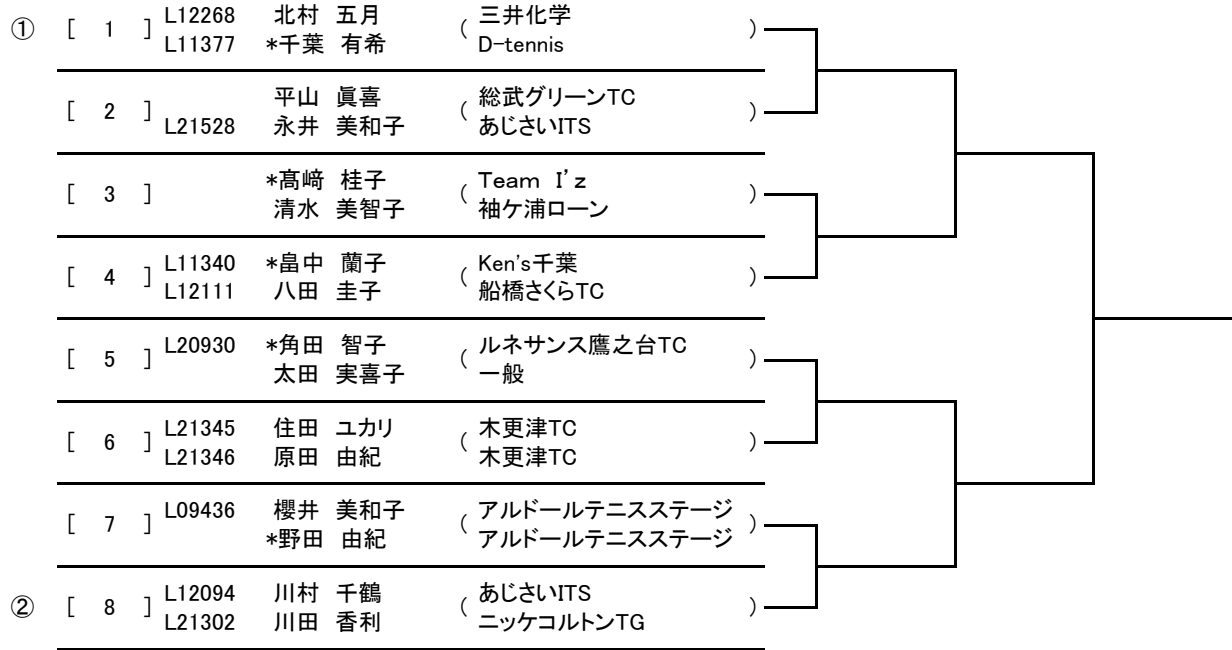 ① [ 1 ] L12268 北村 五月 ( 三井化学 )
L11377 *千葉 有希 D-tennis
[ 2 ] 平山 眞喜 ( 総武グリーンTC )
L21528 永井 美和子 あじさいITS
[ 3 ] *髙﨑 桂子 ( Team I'z )
清水 美智子 袖ケ浦ローン
[ 4 ] L11340 *畠中 蘭子 ( Ken's千葉 )
L12111 八田 圭子 船橋さくらTC
[ 5 ] L20930 *角田 智子 ( ルネサンス鷹之台TC )
太田 実喜子 一般
[ 6 ] L21345 住田 ユカリ ( 木更津TC )
L21346 原田 由紀 木更津TC
[ 7 ] L09436 櫻井 美和子 ( アルドールテニスステージ )
*野田 由紀 アルドールテニスステージ
② [ 8 ] L12094 川村 千鶴 ( あじさいITS )
L21302 川田 香利 ニッケコルトンTG